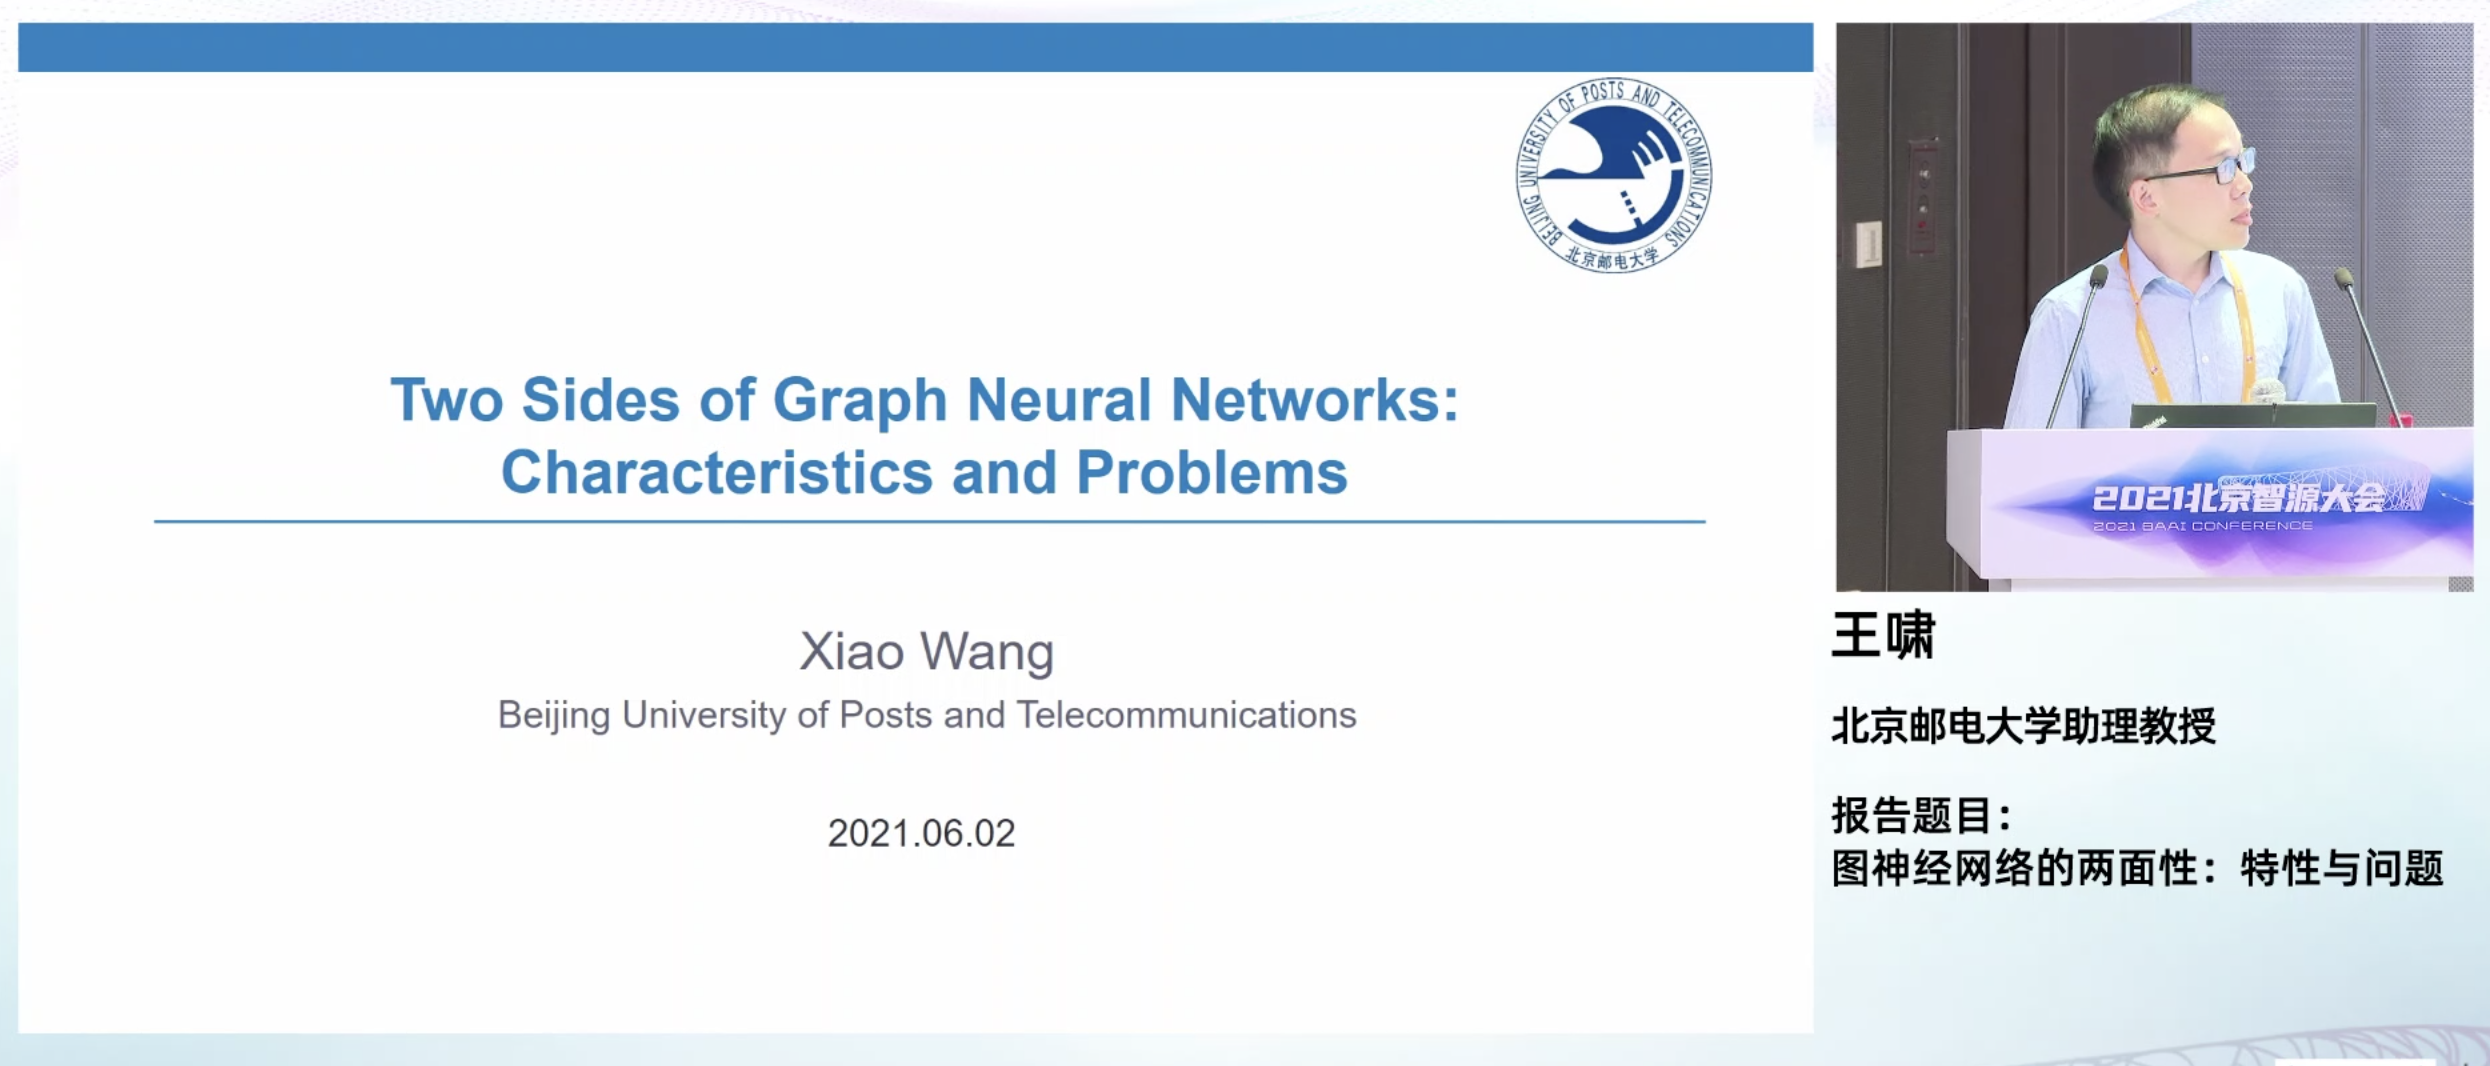 BEIJING UNIVERSITY OF POSTS AND TELECOMMUNICATIONS
北京邮电大学
Two Sides of Graph Neural Networks:
Characteristics and Problems
Xiao Wang
Beijing University of Posts and Telecommunications
2021.06.02
2021北京智源大会
2021 BAAI CONFERENCE
王啸
北京邮电大学助理教授
报告题目：
图神经网络的两面性：特性与问题